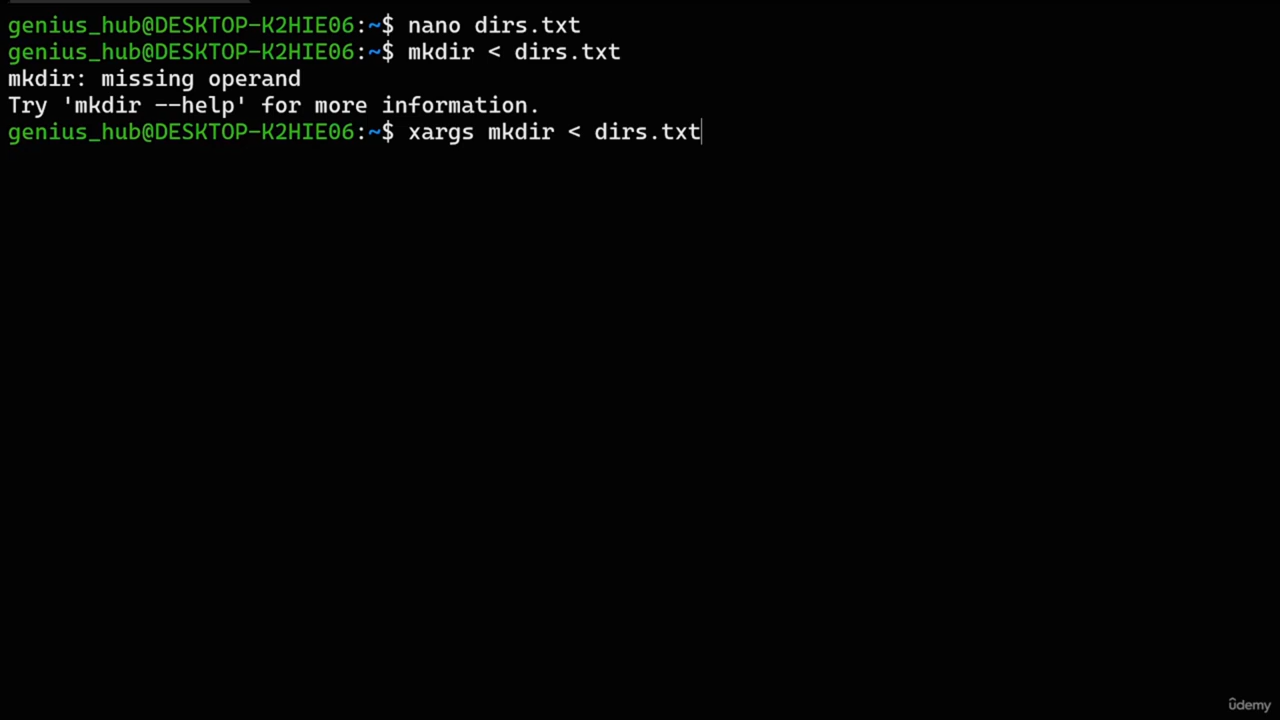 genius_hub@DESKTOP-K2HIE06:~$ nano dirs.txt
genius_hub@DESKTOP-K2HIE06:~$ mkdir < dirs.txt
mkdir: missing operand
Try 'mkdir --help' for more information.
genius_hub@DESKTOP-K2HIE06:~$ xargs mkdir < dirs.txt
ûdemy